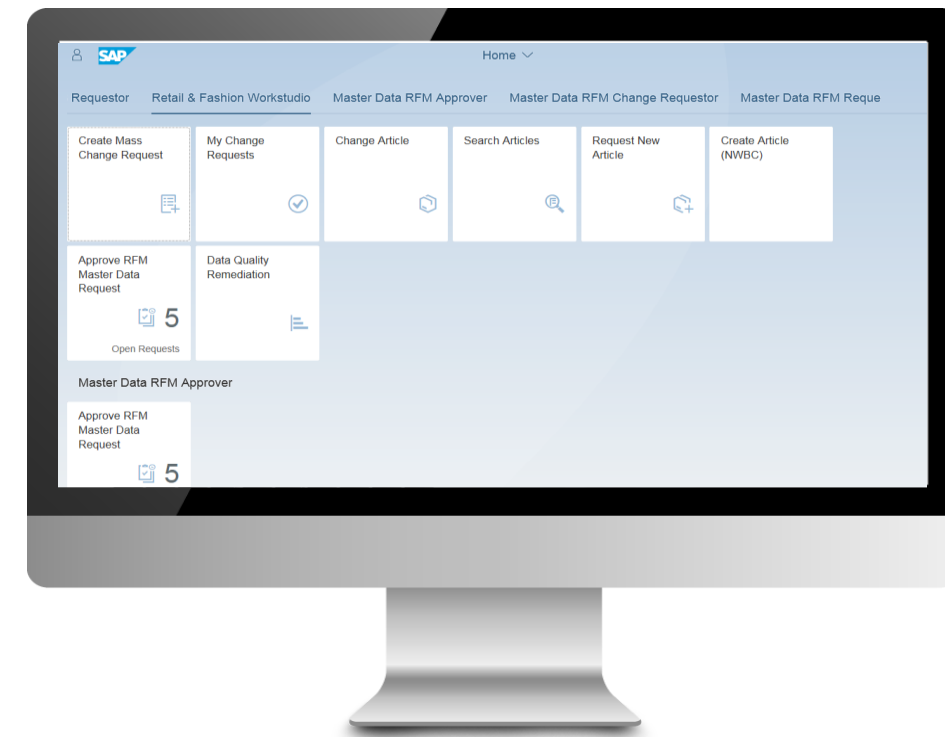 SAP
Home
Requestor Retail & Fashion Workstudio Master Data RFM Approver Master Data RFM Change Requestor Master Data RFM Reque
Create Mass
Change Request
My Change
Requests
Change Article
Search Articles
Request New
Article
Create Article
(NWBC)
Approve RFM
Master Data
Request
5
Open Requests
Data Quality
Remediation
Master Data RFM Approver
Approve RFM
Master Data
Request
5